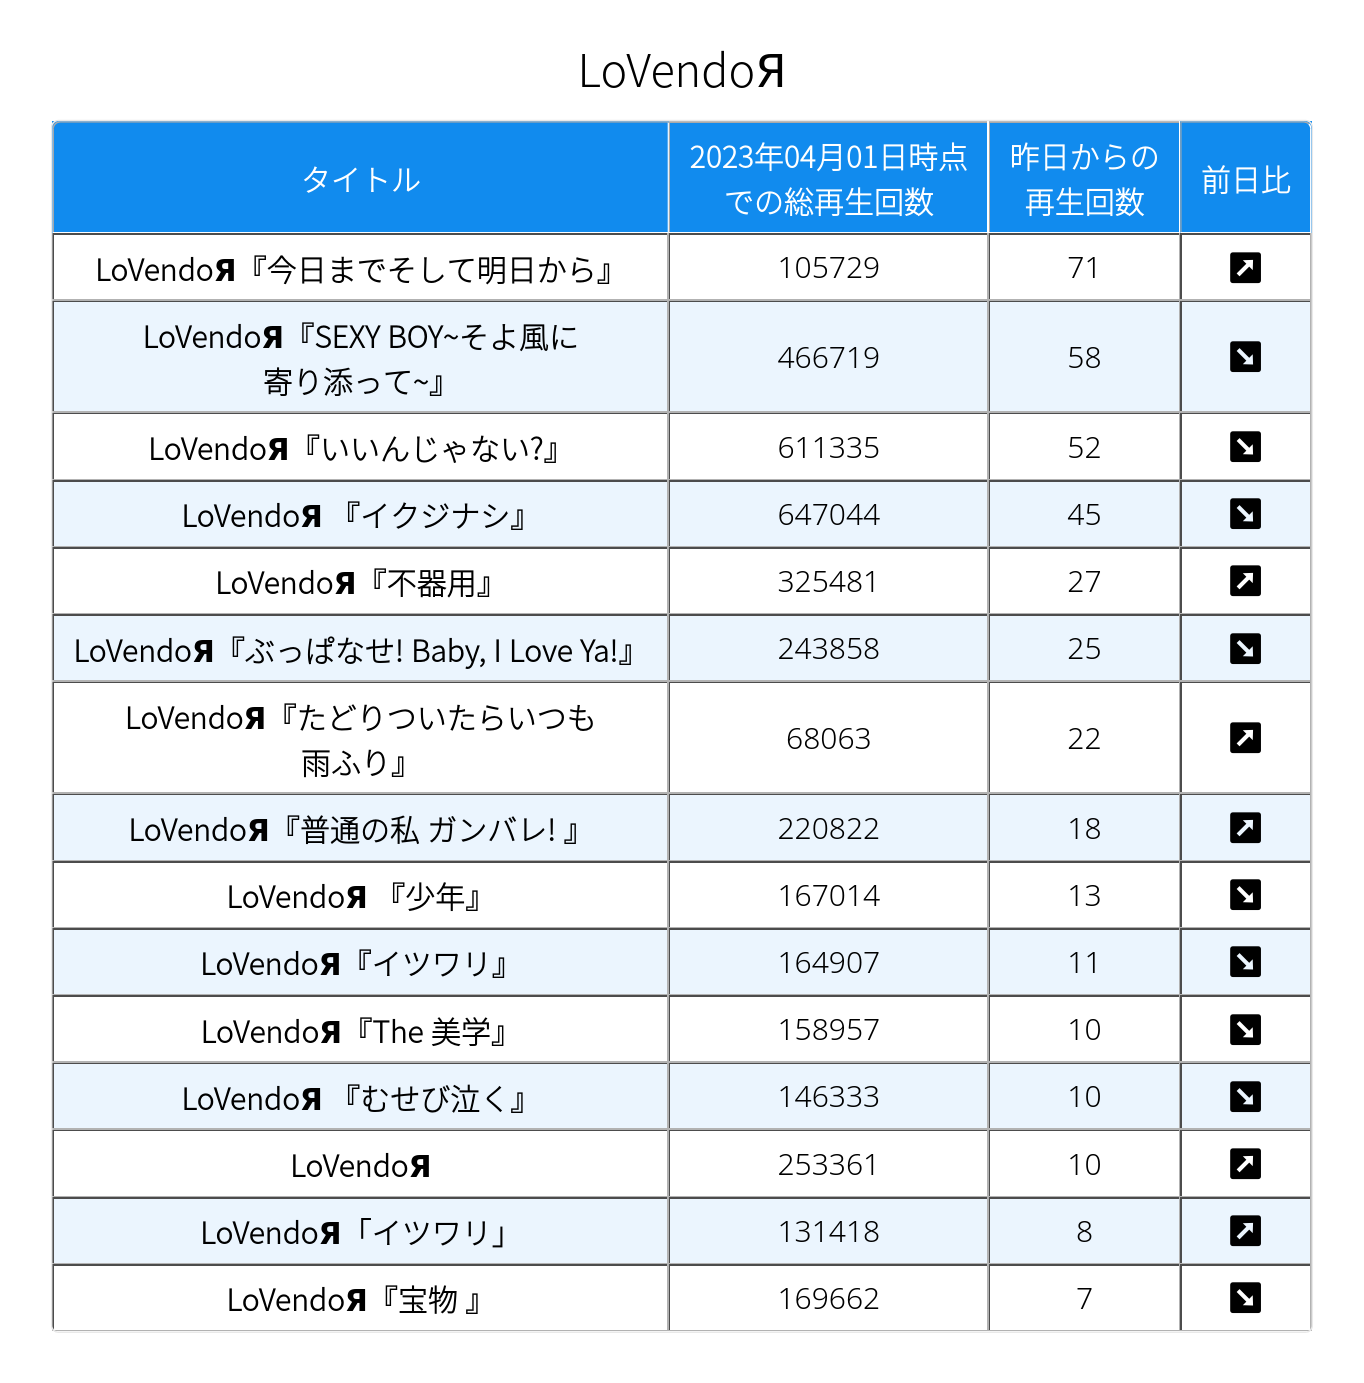 LoVendoЯ
タイトル
2023年04月01日時点
での総再生回数
昨日からの
再生回数
前日比
LoVendoЯ『今日までそして明日から』 105729 71 ↗
LoVendoЯ『SEXY BOY~そよ風に
寄り添って~』 466719 58 ↘
LoVendoЯ『いいんじゃない?』 611335 52 ↘
LoVendoЯ 『イクジナシ』 647044 45 ↘
LoVendoЯ『不器用』 325481 27 ↗
LoVendoЯ『ぶっぱなせ! Baby, I Love Ya!』 243858 25 ↘
LoVendoЯ『たどりついたらいつも
雨ふり』 68063 22 ↗
LoVendoЯ『普通の私 ガンバレ! 』 220822 18 ↗
LoVendoЯ 『少年』 167014 13 ↘
LoVendoЯ『イツワリ』 164907 11 ↘
LoVendoЯ『The 美学』 158957 10 ↘
LoVendoЯ 『むせび泣く』 146333 10 ↘
LoVendoЯ 253361 10 ↗
LoVendoЯ「イツワリ」 131418 8 ↗
LoVendoЯ『宝物 』 169662 7 ↘